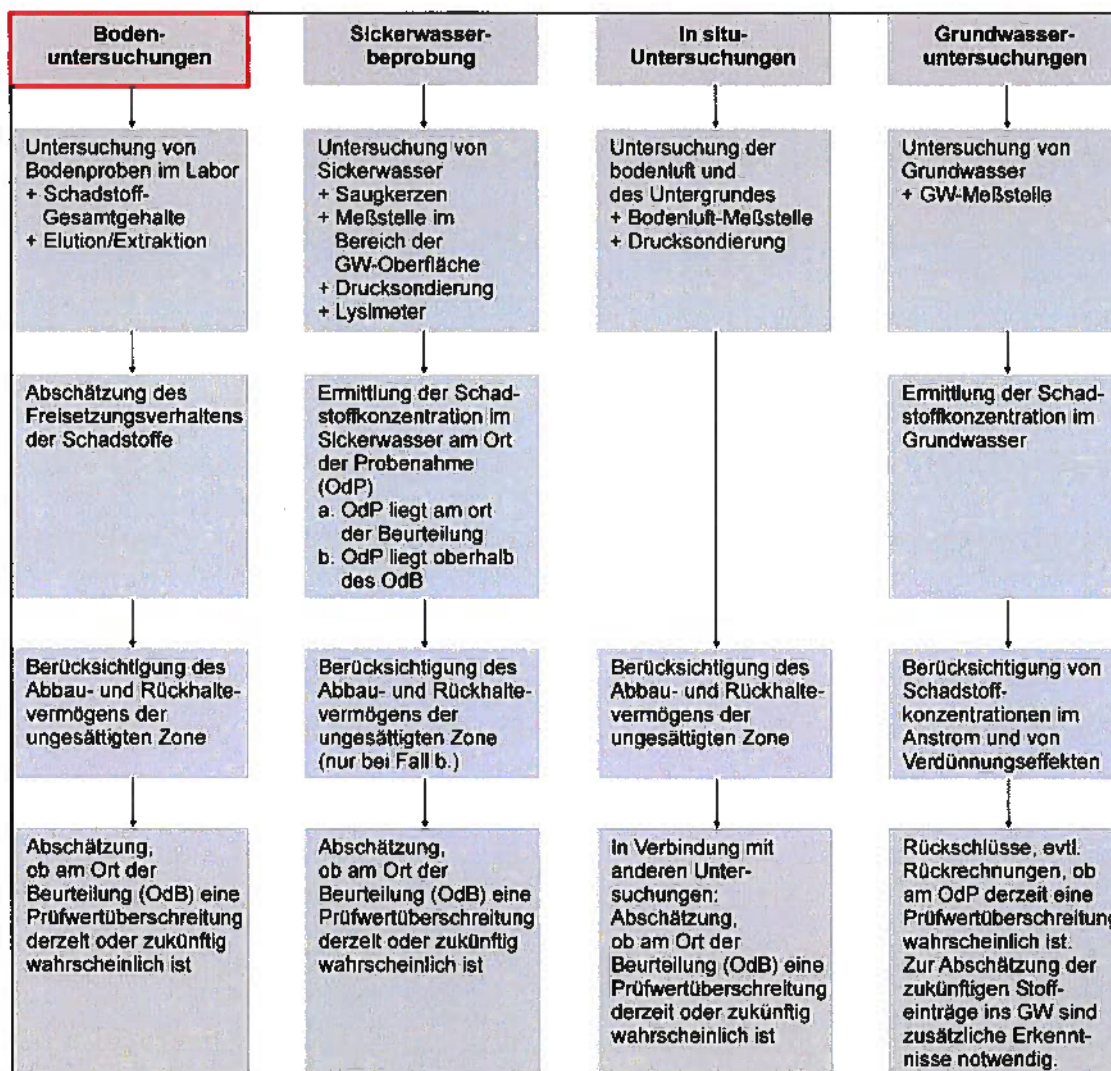 Boden-
untersuchungen
Untersuchung von
Bodenproben im Labor
+ Schadstoff-
Gesamtgehalte
+ Elution/Extraktion
Abschätzung des
Freisetzungsverhaltens
der Schadstoffe
Berücksichtigung des
Abbau- und Rückhalte-
vermögens der
ungesättigten Zone
Abschätzung,
ob am Ort der
Beurteilung (OdB) eine
Prüfwertüberschreitung
derzeit oder zukünftig
wahrscheinlich ist
Sickerwasser-
beprobung
Untersuchung von
Sickerwasser
+ Saugkerzen
+ Meßstelle im
Bereich der
GW-Oberfläche
+ Drucksondierung
+ Lysimeter
Ermittlung der Schad-
stoffkonzentration im
Sickerwasser am Ort
der Probenahme
(OdP)
a. OdP liegt am ort
der Beurteilung
b. OdP liegt oberhalb
des OdB
Berücksichtigung des
Abbau- und Rückhalte-
vermögens der
ungesättigten Zone
(nur bei Fall b.)
Abschätzung,
ob am Ort der
Beurteilung (OdB) eine
Prüfwertüberschreitung
derzeit oder zukünftig
wahrscheinlich ist
In situ-
Untersuchungen
Untersuchung der
bodenluft und
des Untergrundes
+ Bodenluft-Meßstelle
+ Drucksondierung
Berücksichtigung des
Abbau- und Rückhalte-
vermögens der
ungesättigten Zone
In Verbindung mit
anderen Unter-
suchungen:
Abschätzung,
ob am Ort der
Beurteilung (OdB) eine
Prüfwertüberschreitung
derzeit oder zukünftig
wahrscheinlich ist
Grundwasser-
untersuchungen
Untersuchung von
Grundwasser
+ GW-Meßstelle
Ermittlung der Schad-
stoffkonzentration im
Grundwasser
Berücksichtigung von
Schadstoff-
konzentrationen im
Anstrom und von
Verdünnungseffekten
Rückschlüsse, evtl.
Rückrechnungen, ob
am OdP derzeit eine
Prüfwertüberschreitung
wahrscheinlich ist.
Zur Abschätzung der
zukünftigen Stoff-
einträge ins GW sind
zusätzliche Erkennt-
nisse notwendig.